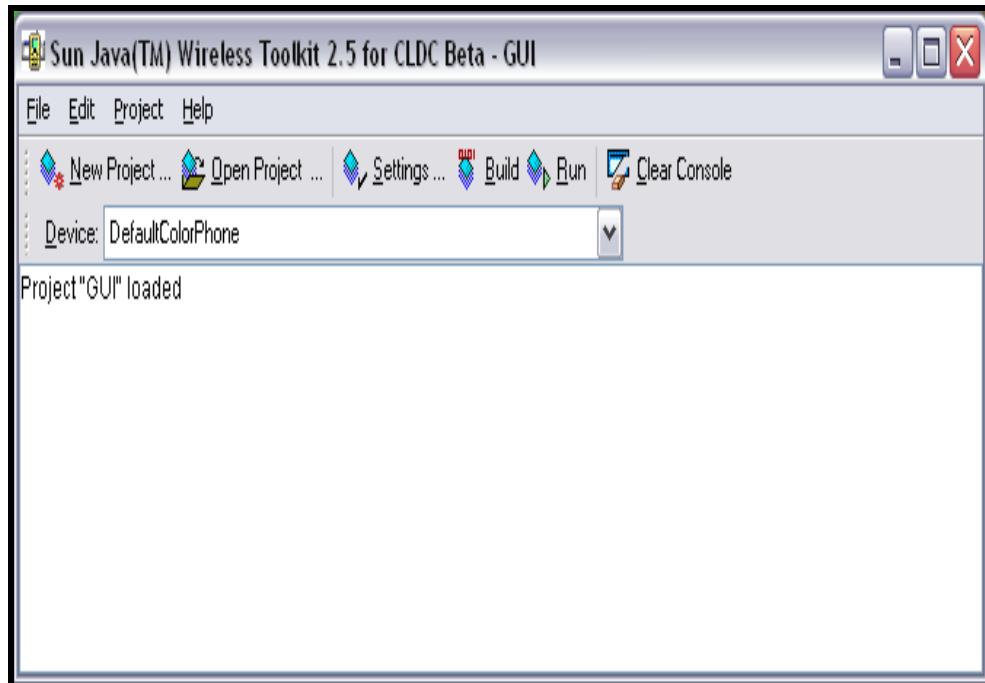 Sun Java(TM) Wireless Toolkit 2.5 for CLDC Beta - GUI
File Edit Project Help
New Project ... Open Project ... Settings ... Build Run Clear Console
Device: DefaultColorPhone
Project "GUI" loaded